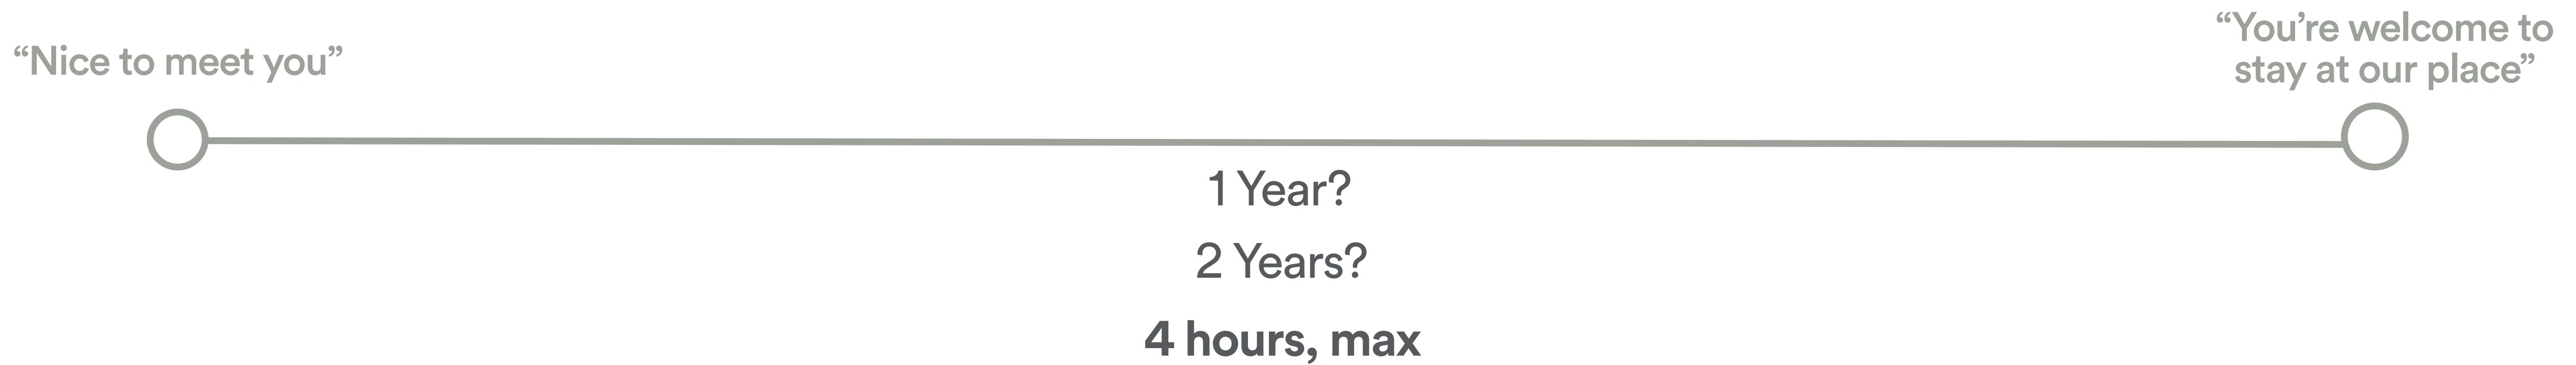 “Nice to meet you”
“You’re welcome to
stay at our place”
1 Year?
2 Years?
4 hours, max